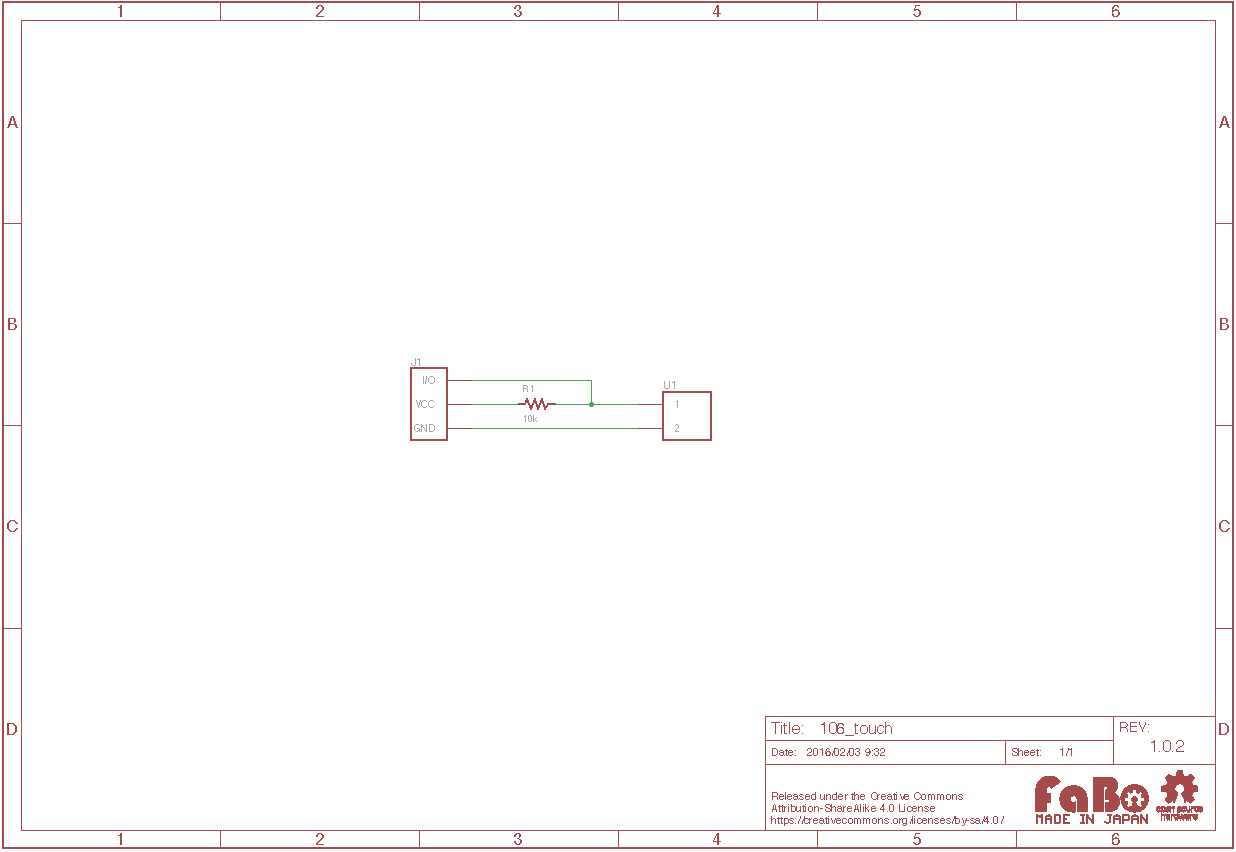 1 2 3 4 5 6
A A
B B
J1
I/O
R1
U1
VCC
1
10k
GND
2
C C
D D
Title: 106_touch
REV:
1.0.2
Date: 2016/02/03 9:32
Sheet: 1/1
Released under the Creative Commons
Attribution-ShareAlike 4.0 License
https://creativecommons.org/licenses/by-sa/4.0/
FaBo
MADE IN JAPAN
open source
hardware
1 2 3 4 5 6